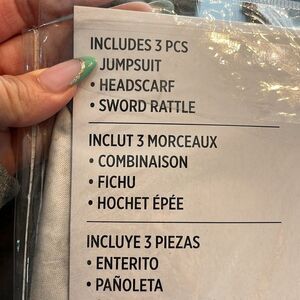 INCLUDES 3 PCS
• JUMPSUIT
• HEADSCARF
• SWORD RATTLE
INCLUT 3 MORCEAUX
• COMBINAISON
• FICHU
• HOCHET ÉPÉE
INCLUYE 3 PIEZAS
• ENTERITO
• PAÑOLETA